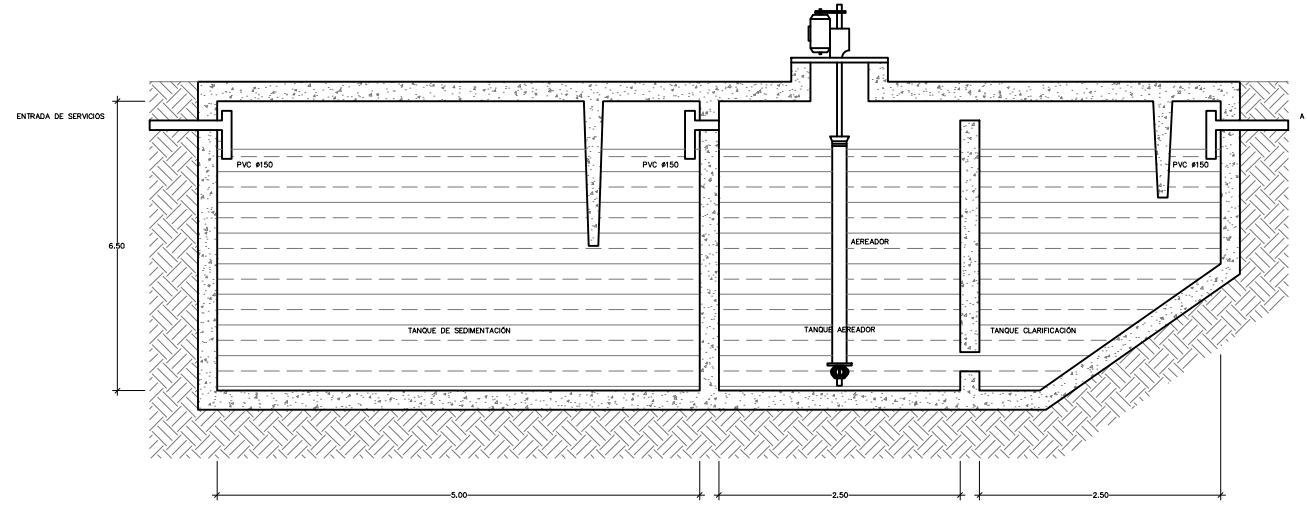 ENTRADA DE SERVICIOS
A
PVC ø150
PVC ø150
PVC ø150
6.50
AEREADOR
TANQUE DE SEDIMENTACIÓN
TANQUE AEREADOR
TANQUE CLARIFICACIÓN
5.00
2.50
2.50